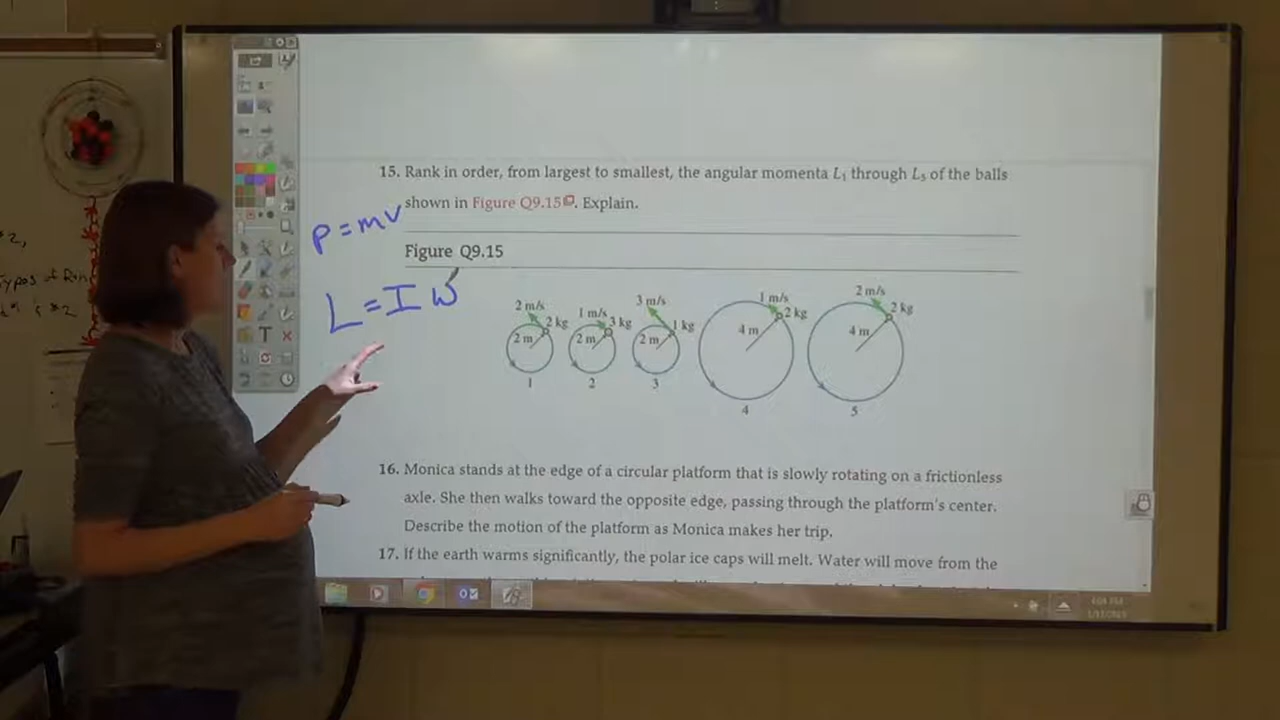 15. Rank in order, from largest to smallest, the angular momenta L₁ through L₅ of the balls
shown in Figure Q9.15. Explain.
p = mv
Figure Q9.15
L = I ω
2 m/s
2 kg
2 m
1
1 m/s
3 kg
2 m
2
3 m/s
1 kg
2 m
3
1 m/s
2 kg
4 m
4
2 m/s
2 kg
4 m
5
16. Monica stands at the edge of a circular platform that is slowly rotating on a frictionless
axle. She then walks toward the opposite edge, passing through the platform's center.
Describe the motion of the platform as Monica makes her trip.
17. If the earth warms significantly, the polar ice caps will melt. Water will move from the